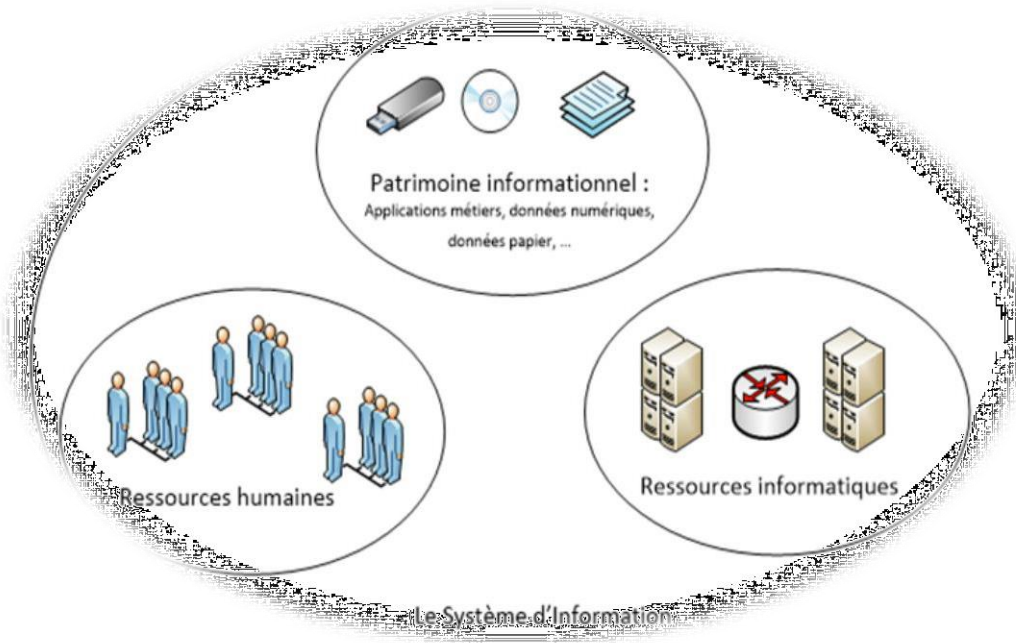 Patrimoine informationnel :
Applications métiers, données numériques,
données papier, ...
Ressources humaines
Ressources informatiques
Le Système d'Information